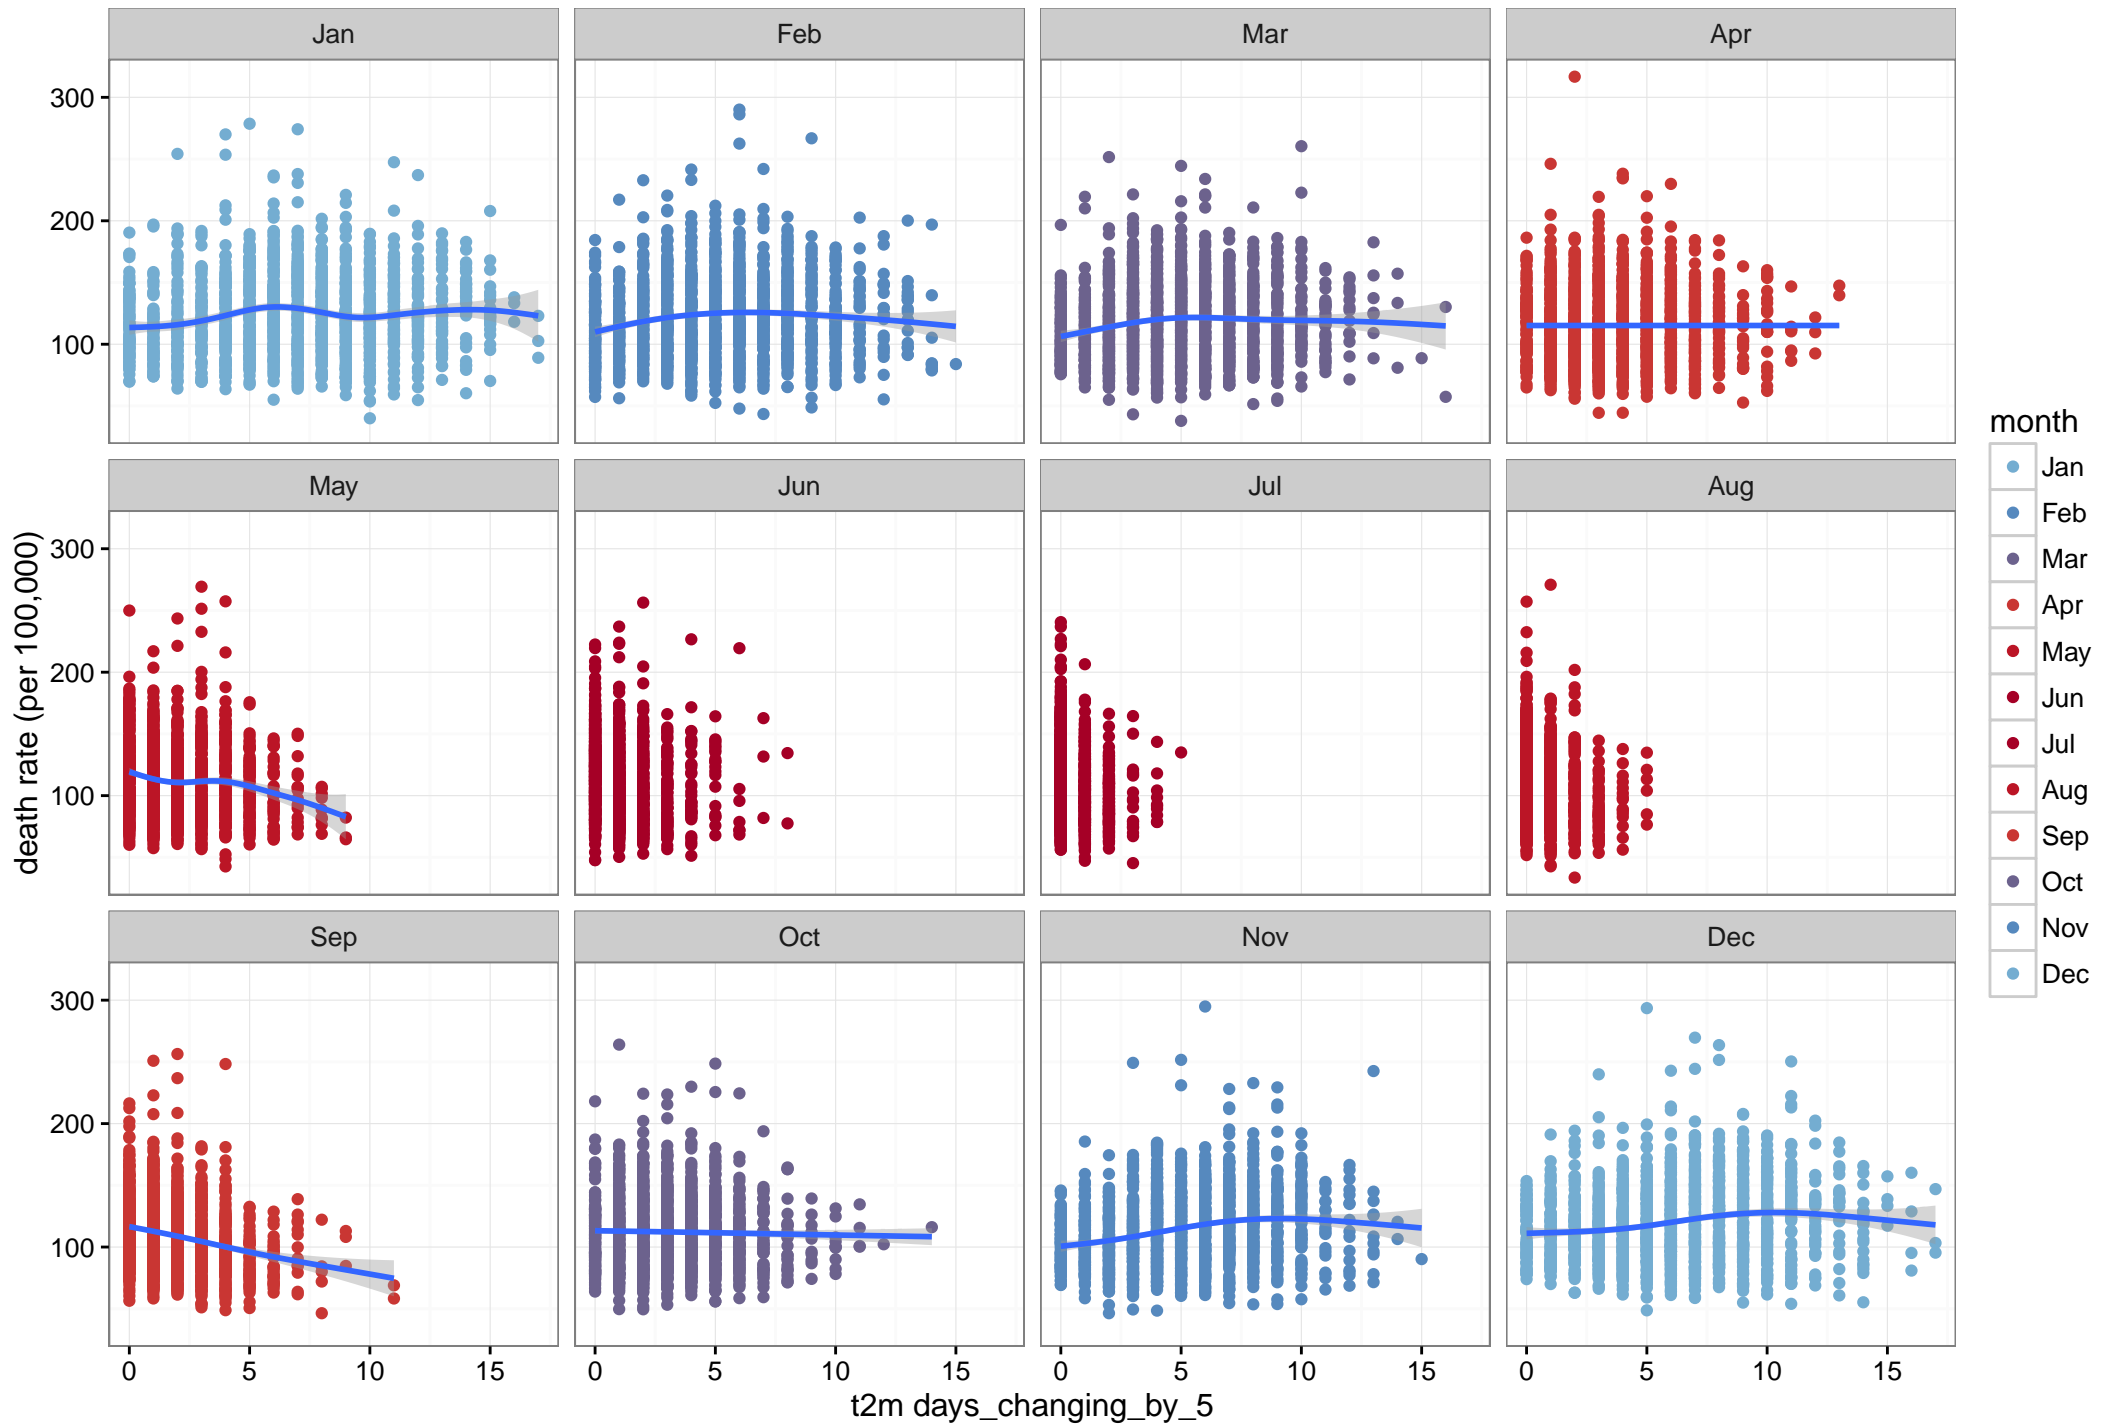 Jan Feb Mar Apr
300
200
100
May Jun Jul Aug
300
200
100
Sep Oct Nov Dec
300
200
100
0 5 10 15 0 5 10 15 0 5 10 15 0 5 10 15
t2m days_changing_by_5
death rate (per 100,000)
month
Jan
Feb
Mar
Apr
May
Jun
Jul
Aug
Sep
Oct
Nov
Dec